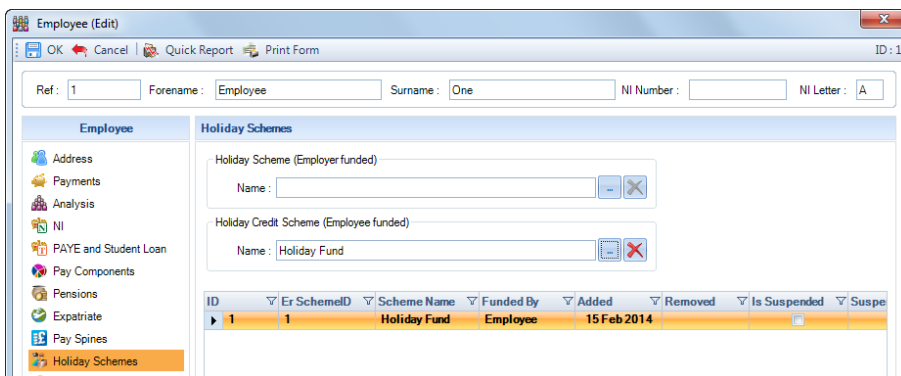 Employee (Edit)
OK Cancel Quick Report Print Form ID : 1
Ref : 1 Forename : Employee Surname : One NI Number : NI Letter : A
Employee Holiday Schemes
Address
Payments
Analysis
NI
PAYE and Student Loan
Pay Components
Pensions
Expatriate
Pay Spines
Holiday Schemes
Holiday Scheme (Employer funded)
Name : ...
Holiday Credit Scheme (Employee funded)
Name : Holiday Fund ...
ID Er SchemeID Scheme Name Funded By Added Removed Is Suspended Suspe
1 1 Holiday Fund Employee 15 Feb 2014